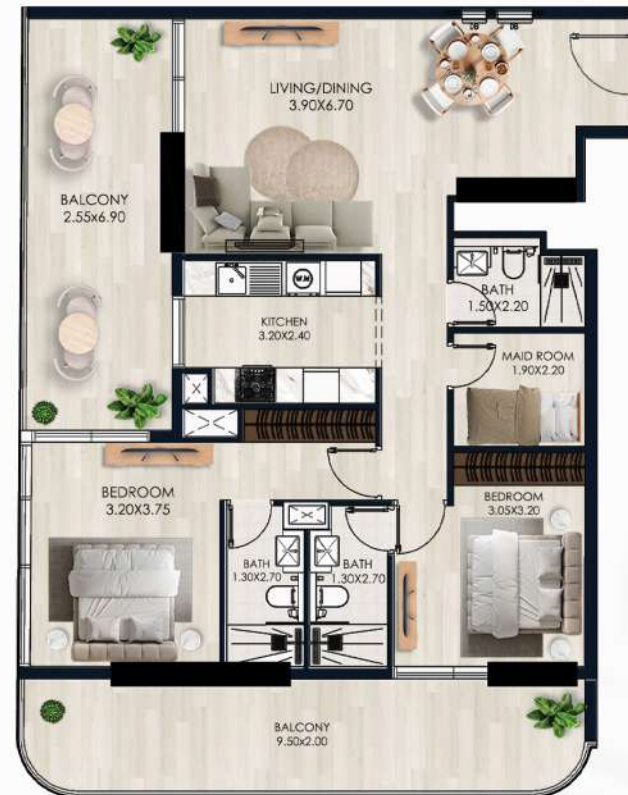 DB
DB
LIVING/DINING
3.90X6.70
BALCONY
2.55x6.90
BATH
1.50X2.20
W.M
KITCHEN
3.20X2.40
MAID ROOM
1.90X2.20
BEDROOM
3.20X3.75
BEDROOM
3.05X3.20
BATH
1.30X2.70
BATH
1.30X2.70
BALCONY
9.50x2.00